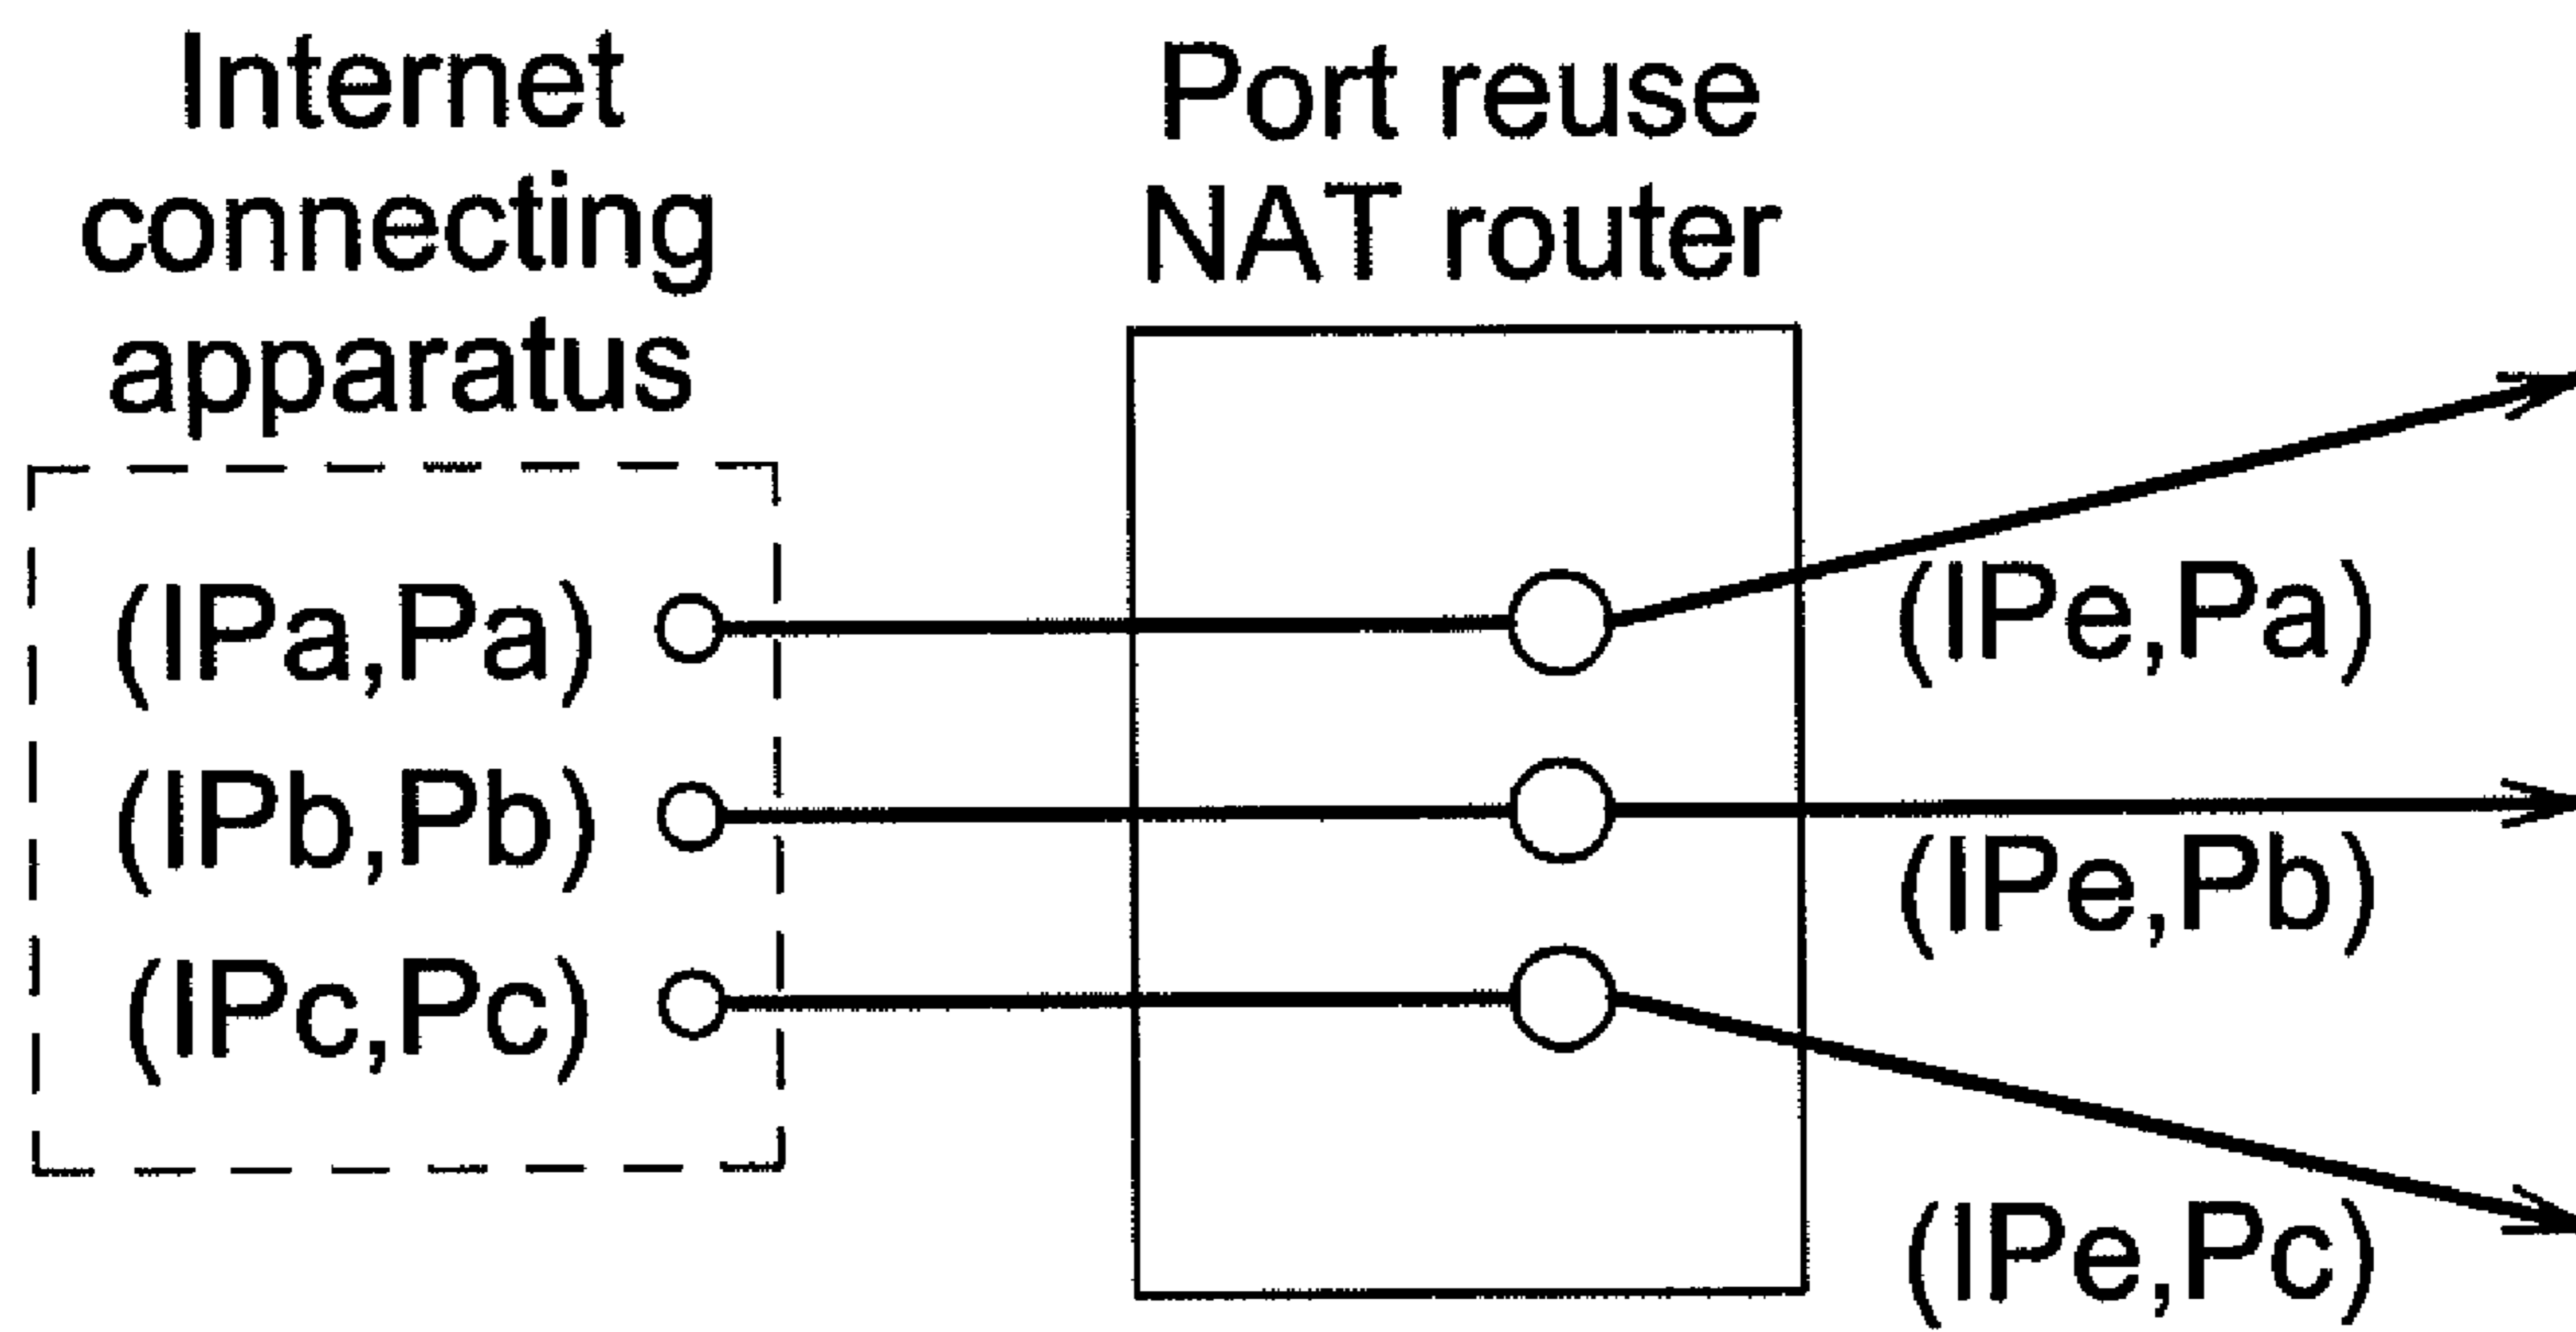 Internet
connecting
apparatus
Port reuse
NAT router
(IPa,Pa)
(IPb,Pb)
(IPc,Pc)
(IPe,Pa)
(IPe,Pb)
(IPe,Pc)